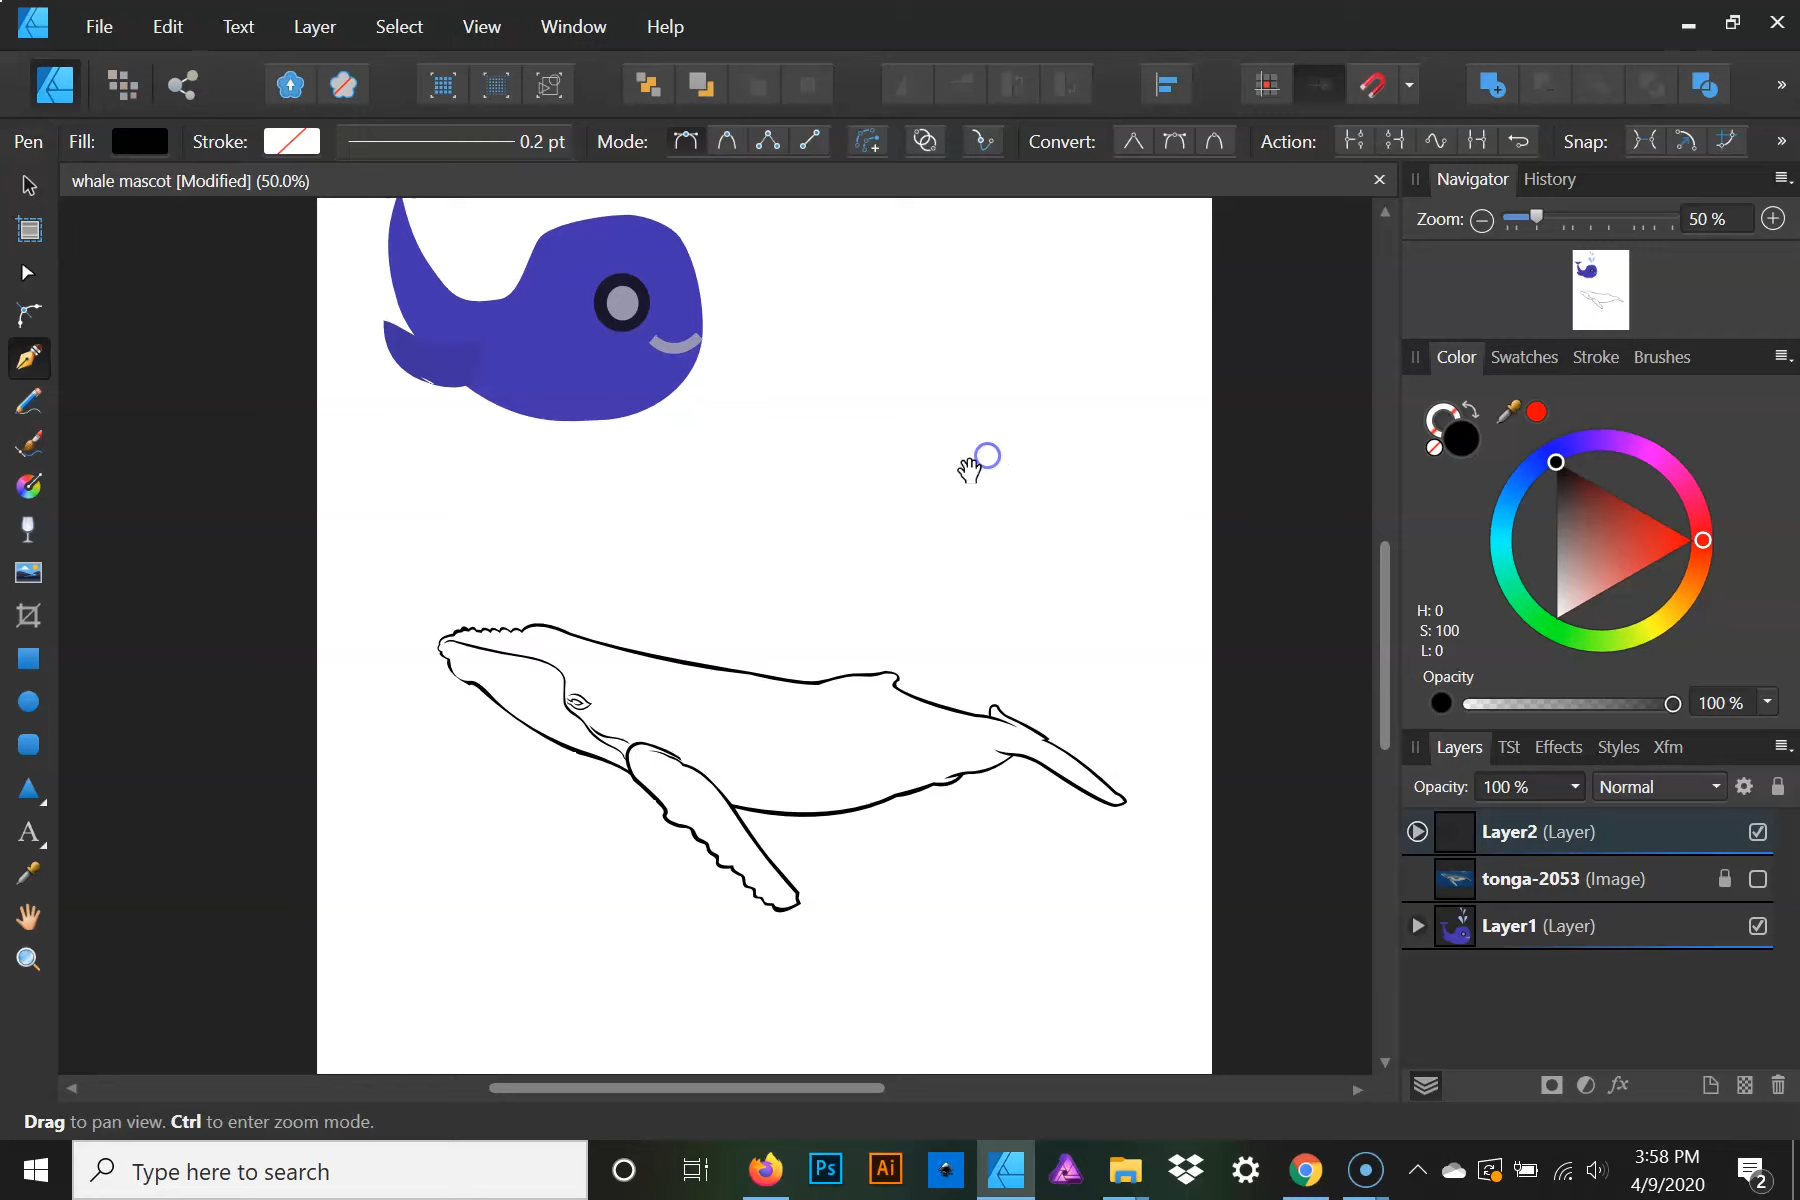 File Edit Text Layer Select View Window Help
Pen Fill: Stroke: 0.2 pt Mode: Convert: Action: Snap:
whale mascot [Modified] (50.0%)
Navigator History
Zoom: 50 %
Color Swatches Stroke Brushes
H: 0
S: 100
L: 0
Opacity
100 %
Layers TSt Effects Styles Xfm
Opacity: 100 % Normal
Layer2 (Layer)
tonga-2053 (Image)
Layer1 (Layer)
Drag to pan view. Ctrl to enter zoom mode.
Type here to search
Ps Ai
3:58 PM
4/9/2020
2